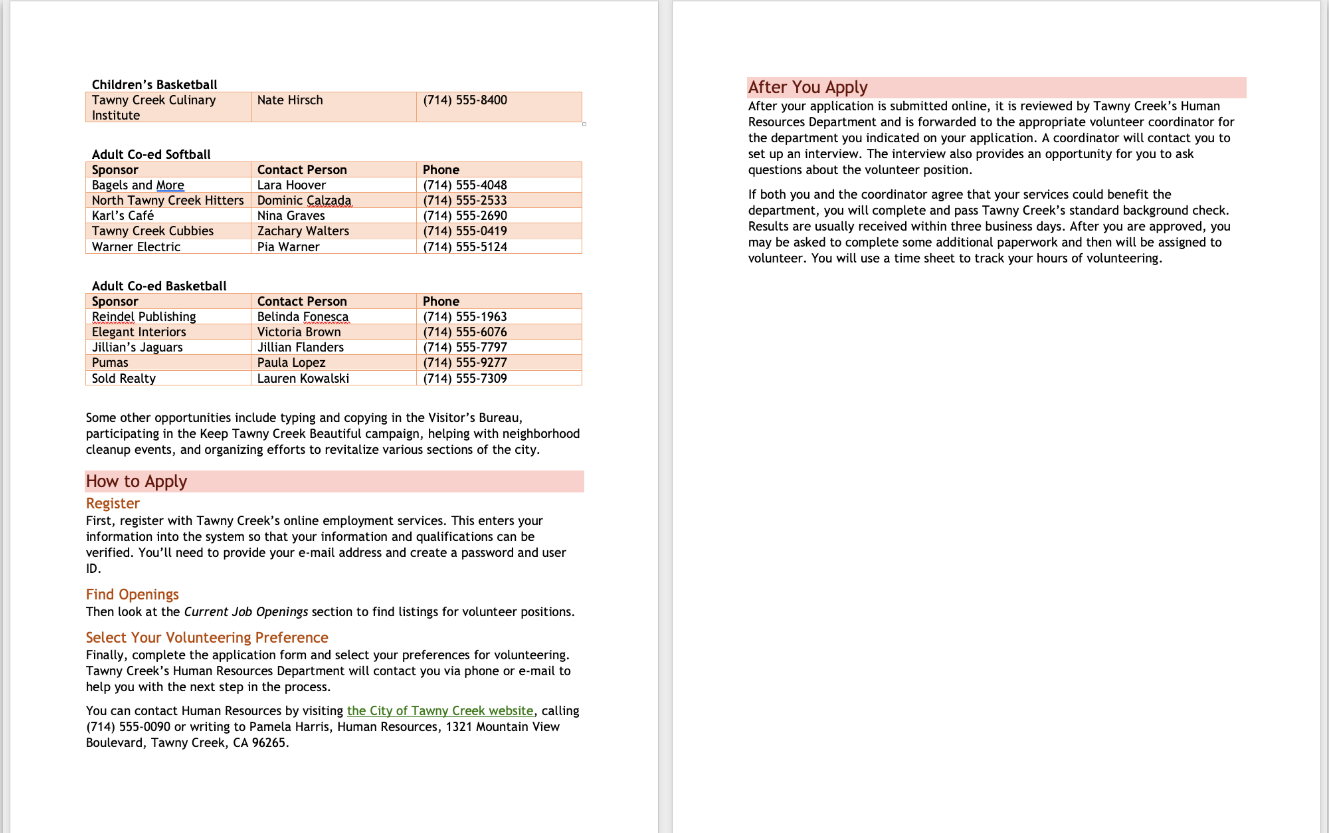 Children’s Basketball
Tawny Creek Culinary Institute Nate Hirsch (714) 555-8400
Adult Co-ed Softball
Sponsor Contact Person Phone
Bagels and More Lara Hoover (714) 555-4048
North Tawny Creek Hitters Dominic Calzada (714) 555-2533
Karl’s Café Nina Graves (714) 555-2690
Tawny Creek Cubbies Zachary Walters (714) 555-0419
Warner Electric Pia Warner (714) 555-5124
Adult Co-ed Basketball
Sponsor Contact Person Phone
Reindel Publishing Belinda Fonesca (714) 555-1963
Elegant Interiors Victoria Brown (714) 555-6076
Jillian’s Jaguars Jillian Flanders (714) 555-7797
Pumas Paula Lopez (714) 555-9277
Sold Realty Lauren Kowalski (714) 555-7309
Some other opportunities include typing and copying in the Visitor’s Bureau,
participating in the Keep Tawny Creek Beautiful campaign, helping with neighborhood
cleanup events, and organizing efforts to revitalize various sections of the city.
How to Apply
Register
First, register with Tawny Creek’s online employment services. This enters your
information into the system so that your information and qualifications can be
verified. You’ll need to provide your e-mail address and create a password and user
ID.
Find Openings
Then look at the Current Job Openings section to find listings for volunteer positions.
Select Your Volunteering Preference
Finally, complete the application form and select your preferences for volunteering.
Tawny Creek’s Human Resources Department will contact you via phone or e-mail to
help you with the next step in the process.
You can contact Human Resources by visiting the City of Tawny Creek website, calling
(714) 555-0090 or writing to Pamela Harris, Human Resources, 1321 Mountain View
Boulevard, Tawny Creek, CA 96265.
After You Apply
After your application is submitted online, it is reviewed by Tawny Creek’s Human
Resources Department and is forwarded to the appropriate volunteer coordinator for
the department you indicated on your application. A coordinator will contact you to
set up an interview. The interview also provides an opportunity for you to ask
questions about the volunteer position.
If both you and the coordinator agree that your services could benefit the
department, you will complete and pass Tawny Creek’s standard background check.
Results are usually received within three business days. After you are approved, you
may be asked to complete some additional paperwork and then will be assigned to
volunteer. You will use a time sheet to track your hours of volunteering.